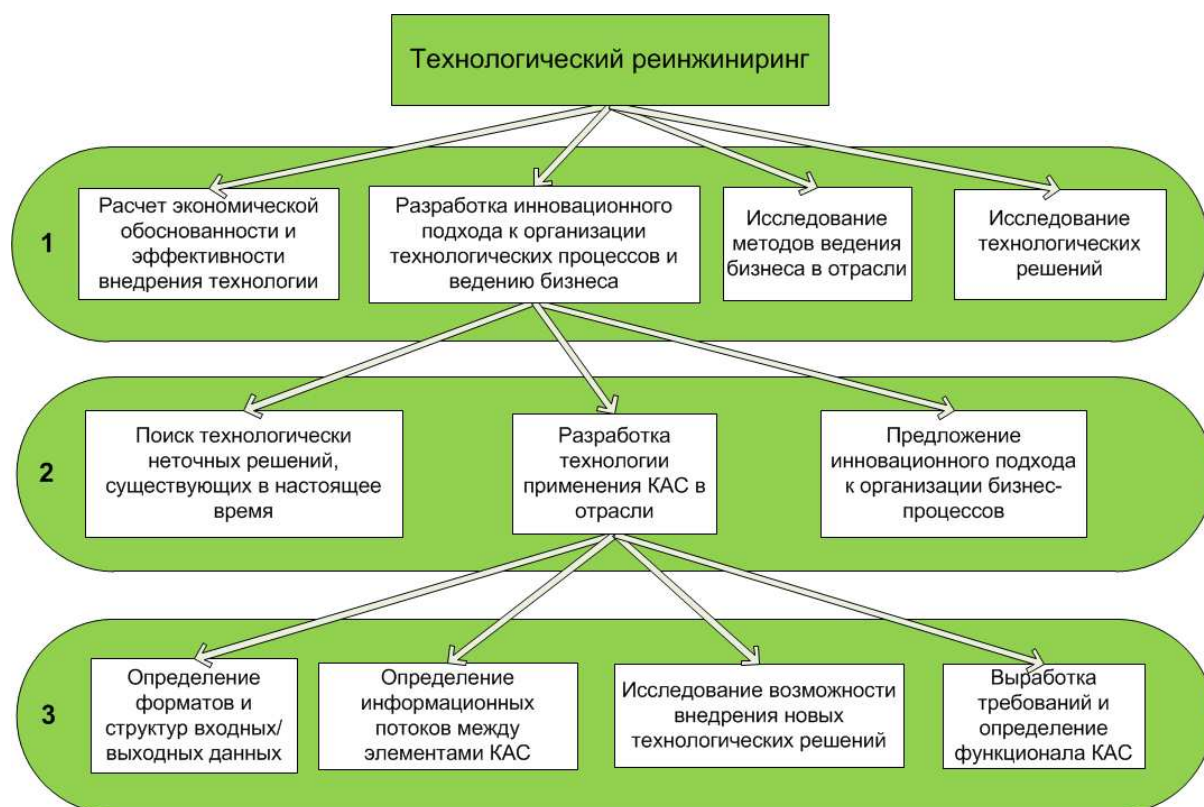 Технологический реинжиниринг
1
Расчет экономической
обоснованности и
эффективности
внедрения технологии
Разработка инновационного
подхода к организации
технологических процессов и
ведению бизнеса
Исследование
методов ведения
бизнеса в отрасли
Исследование
технологических
решений
2
Поиск технологически
неточных решений,
существующих в настоящее
время
Разработка
технологии
применения КАС в
отрасли
Предложение
инновационного подхода
к организации бизнес-
процессов
3
Определение
форматов и
структур входных/
выходных данных
Определение
информационных
потоков между
элементами КАС
Исследование возможности
внедрения новых
технологических решений
Выработка
требований и
определение
функционала КАС